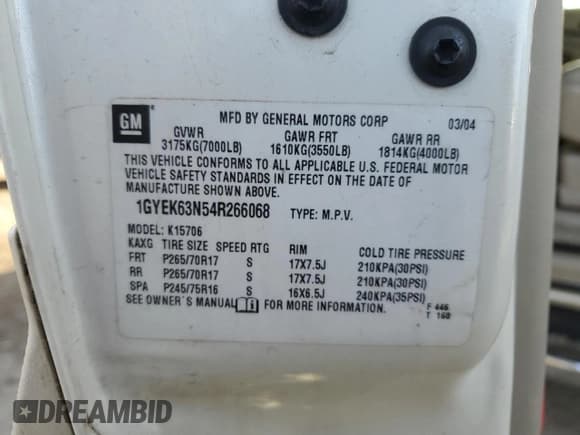 GM
MFD BY GENERAL MOTORS CORP 03/04
GVWR GAWR FRT GAWR RR
3175KG(7000LB) 1610KG(3550LB) 1814KG(4000LB)
THIS VEHICLE CONFORMS TO ALL APPLICABLE U.S. FEDERAL MOTOR
VEHICLE SAFETY STANDARDS IN EFFECT ON THE DATE OF
MANUFACTURE SHOWN ABOVE.
1GYEK63N54R266068 TYPE: M.P.V.
MODEL: K15706
KAXG TIRE SIZE SPEED RTG RIM COLD TIRE PRESSURE
FRT P265/70R17 S 17X7.5J 210KPA(30PSI)
RR P265/70R17 S 17X7.5J 210KPA(30PSI)
SPA P245/75R16 S 16X6.5J 240KPA(35PSI)
SEE OWNER'S MANUAL FOR MORE INFORMATION.
F 446
T 160
DREAMBID